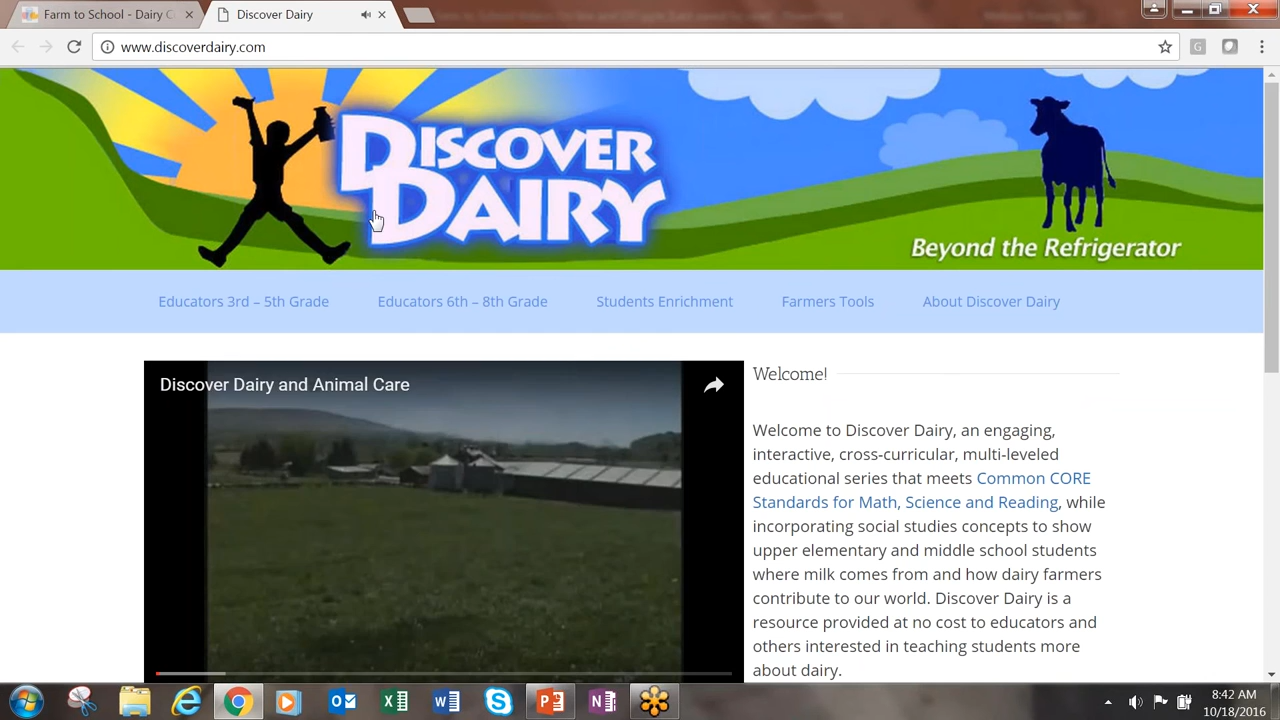 Farm to School - Dairy C
Discover Dairy
www.discoverdairy.com
DISCOVER
DAIRY
Beyond the Refrigerator
Educators 3rd – 5th Grade
Educators 6th – 8th Grade
Students Enrichment
Farmers Tools
About Discover Dairy
Discover Dairy and Animal Care
Welcome!
Welcome to Discover Dairy, an engaging,
interactive, cross-curricular, multi-leveled
educational series that meets Common CORE
Standards for Math, Science and Reading, while
incorporating social studies concepts to show
upper elementary and middle school students
where milk comes from and how dairy farmers
contribute to our world. Discover Dairy is a
resource provided at no cost to educators and
others interested in teaching students more
about dairy.
8:42 AM
10/18/2016